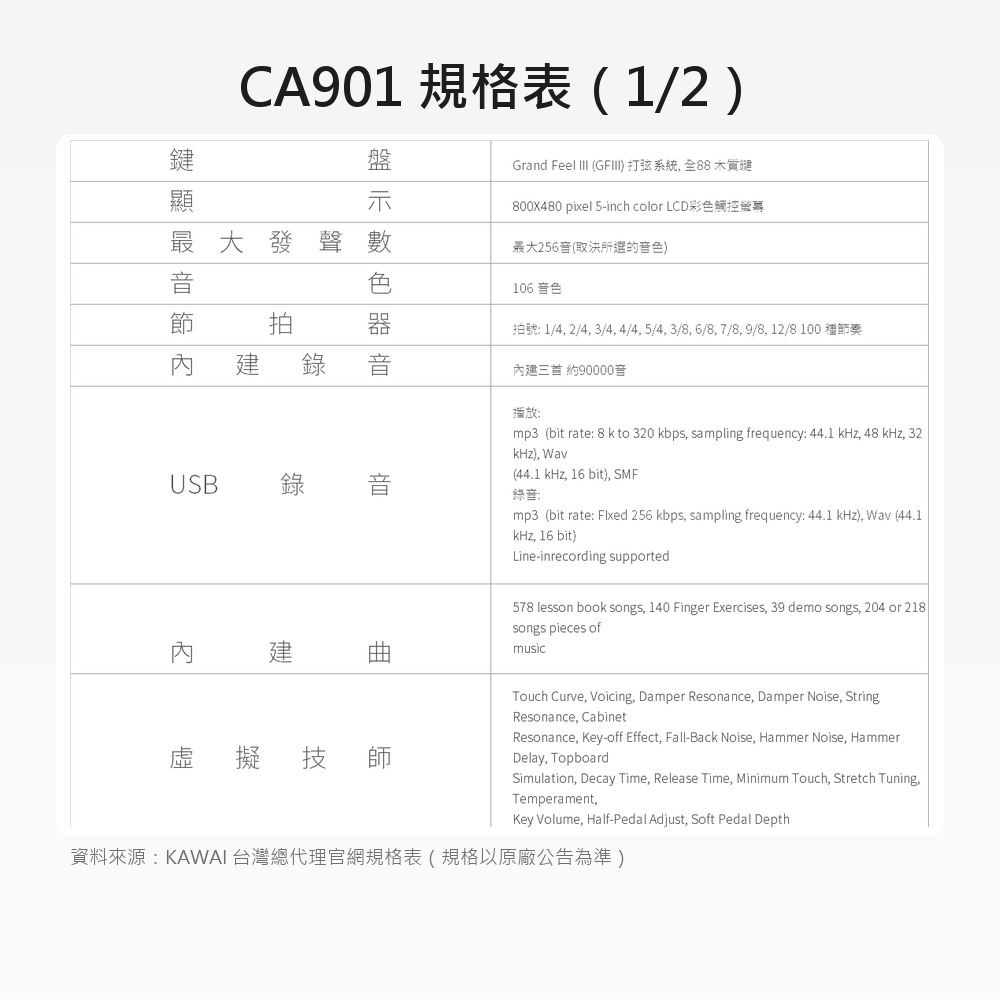 CA901 規格表（1/2）
鍵盤
Grand Feel III (GFIII) 打弦系統, 全88 木質鍵
顯示
800X480 pixel 5-inch color LCD彩色觸控螢幕
最大發聲數
最大256音(取決所選的音色)
音色
106 音色
節拍器
拍號: 1/4, 2/4, 3/4, 4/4, 5/4, 3/8, 6/8, 7/8, 9/8, 12/8 100 種節奏
內建錄音
內建三首 約90000音
USB 錄音
播放:
mp3 (bit rate: 8 k to 320 kbps, sampling frequency: 44.1 kHz, 48 kHz, 32
kHz), Wav
(44.1 kHz, 16 bit), SMF
錄音:
mp3 (bit rate: FIxed 256 kbps, sampling frequency: 44.1 kHz), Wav (44.1
kHz, 16 bit)
Line-inrecording supported
內建曲
578 lesson book songs, 140 Finger Exercises, 39 demo songs, 204 or 218
songs pieces of
music
虛擬技師
Touch Curve, Voicing, Damper Resonance, Damper Noise, String
Resonance, Cabinet
Resonance, Key-off Effect, Fall-Back Noise, Hammer Noise, Hammer
Delay, Topboard
Simulation, Decay Time, Release Time, Minimum Touch, Stretch Tuning,
Temperament,
Key Volume, Half-Pedal Adjust, Soft Pedal Depth
資料來源：KAWAI 台灣總代理官網規格表（規格以原廠公告為準）